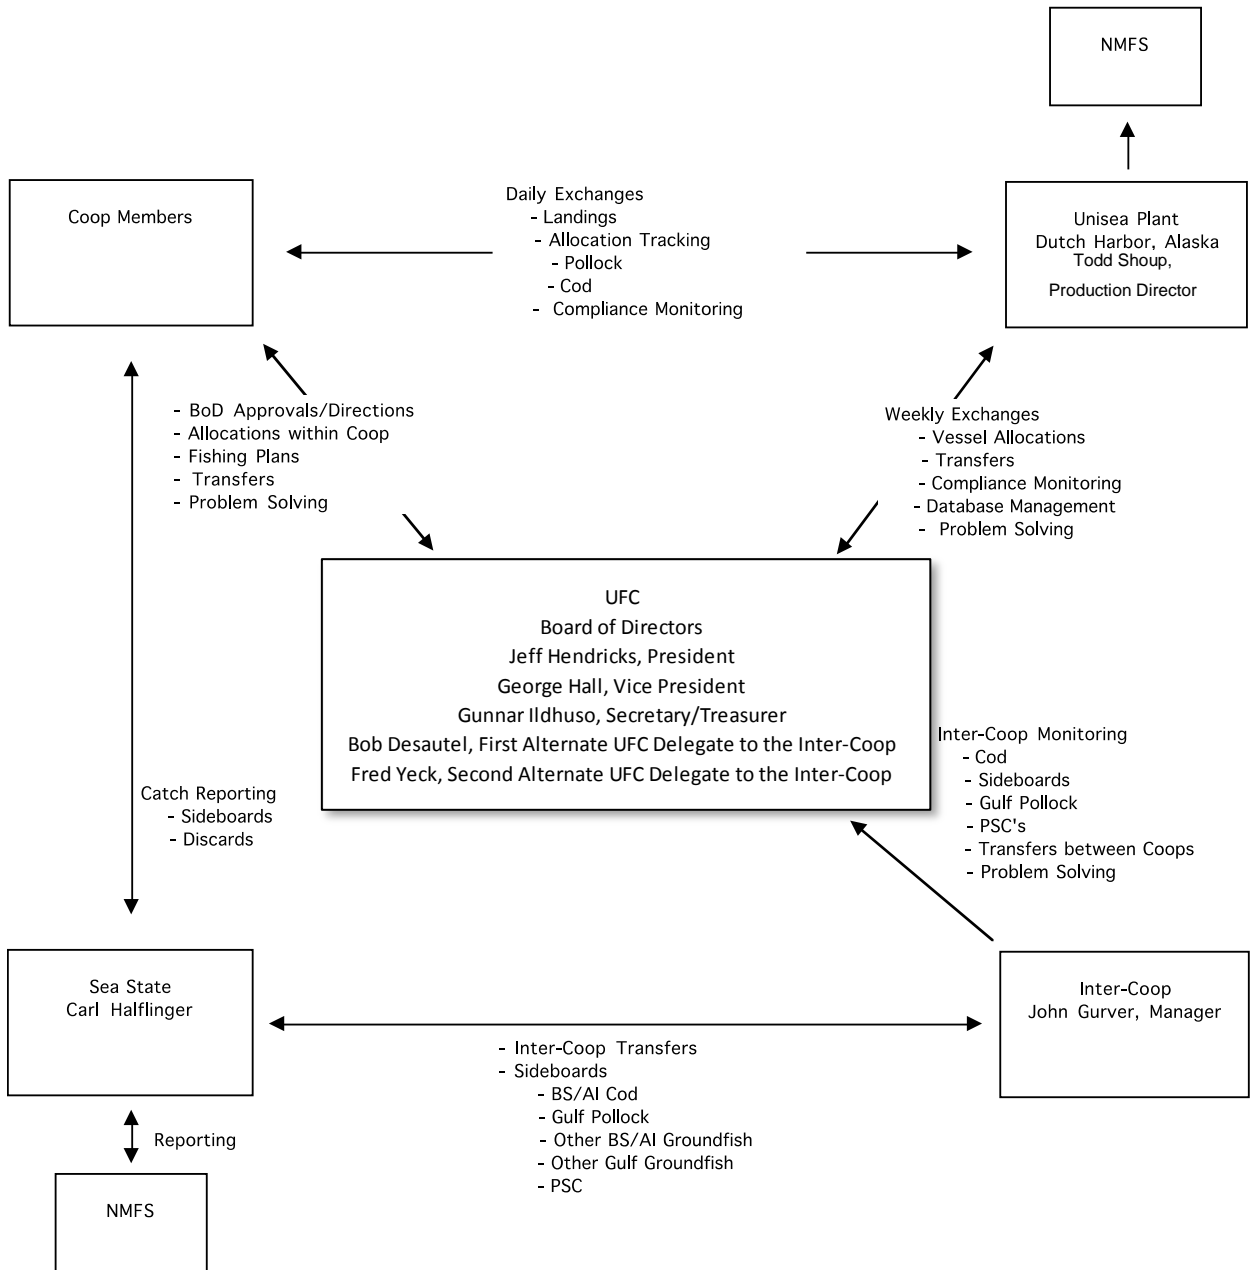 NMFS
Coop Members
Daily Exchanges
- Landings
- Allocation Tracking
- Pollock
- Cod
- Compliance Monitoring
Unisea Plant
Dutch Harbor, Alaska
Todd Shoup,
Production Director
- BoD Approvals/Directions
- Allocations within Coop
- Fishing Plans
- Transfers
- Problem Solving
Weekly Exchanges
- Vessel Allocations
- Transfers
- Compliance Monitoring
- Database Management
- Problem Solving
UFC
Board of Directors
Jeff Hendricks, President
George Hall, Vice President
Gunnar Ildhuso, Secretary/Treasurer
Bob Desautel, First Alternate UFC Delegate to the Inter-Coop
Fred Yeck, Second Alternate UFC Delegate to the Inter-Coop
Inter-Coop Monitoring
- Cod
- Sideboards
- Gulf Pollock
- PSC's
- Transfers between Coops
- Problem Solving
Catch Reporting
- Sideboards
- Discards
Sea State
Carl Halflinger
Inter-Coop
John Gurver, Manager
- Inter-Coop Transfers
- Sideboards
- BS/AI Cod
- Gulf Pollock
- Other BS/AI Groundfish
- Other Gulf Groundfish
- PSC
Reporting
NMFS